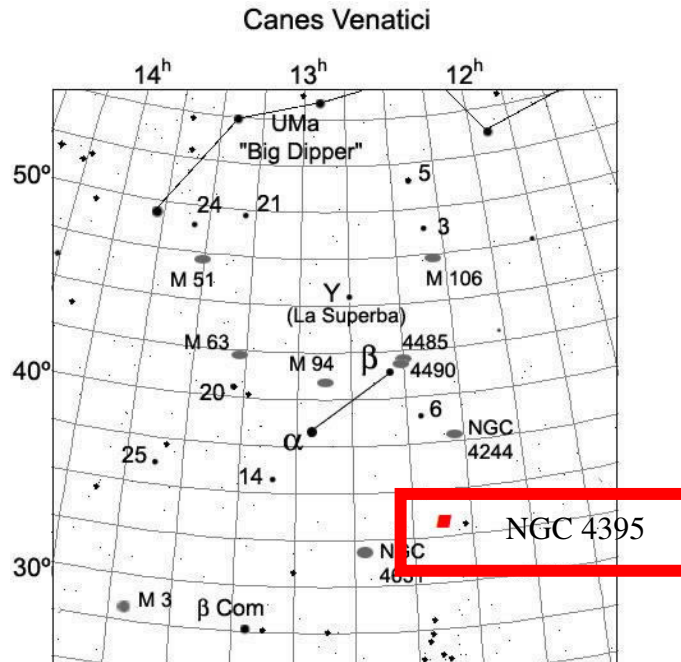 Canes Venatici
14h 13h 12h
UMa
"Big Dipper"
50º
5
24 21
3
M 51
M 106
Y
(La Superba)
M 63
4485
M 94
β
4490
40º
20
6
α
NGC
4244
25
14
NGC 4395
NGC
30º
M 3
β Com